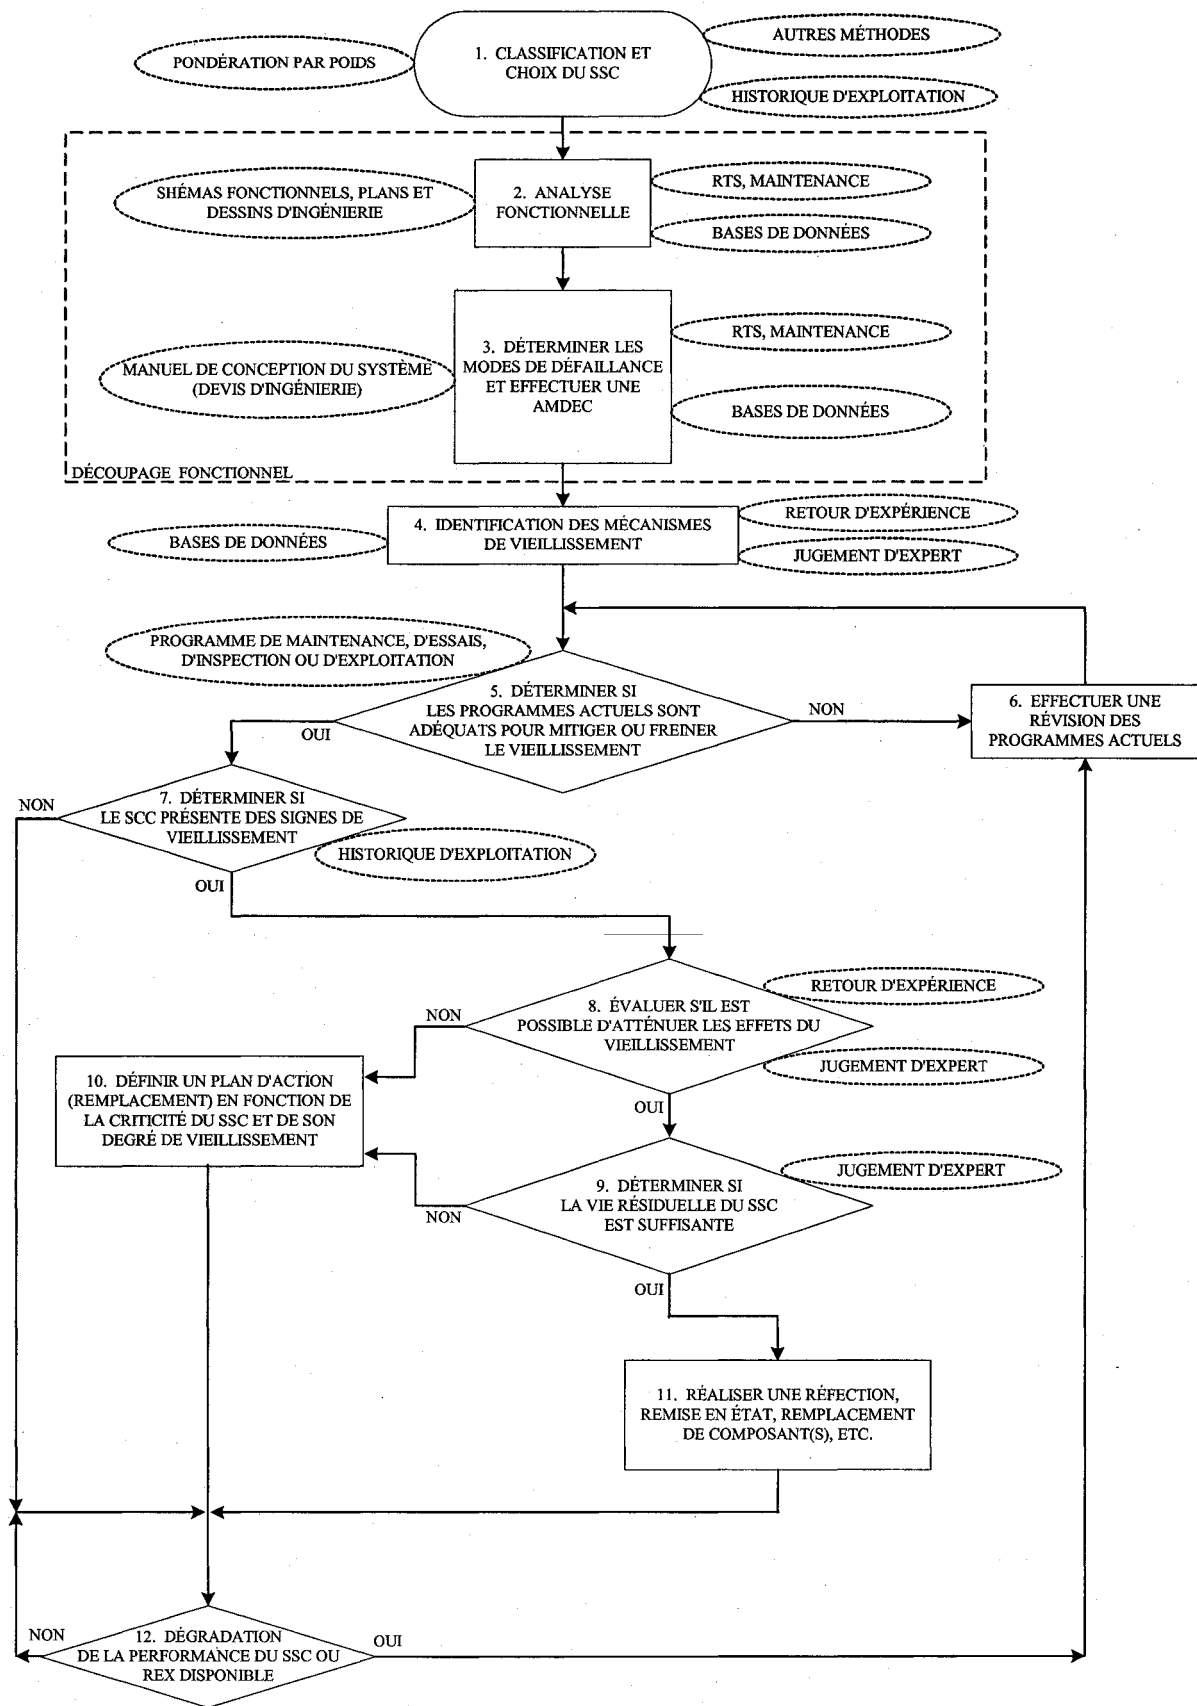 PONDÉRATION PAR POIDS
1. CLASSIFICATION ET
CHOIX DU SSC
AUTRES MÉTHODES
HISTORIQUE D'EXPLOITATION
SHÉMAS FONCTIONNELS, PLANS ET
DESSINS D'INGÉNIERIE
2. ANALYSE
FONCTIONNELLE
RTS, MAINTENANCE
BASES DE DONNÉES
MANUEL DE CONCEPTION DU SYSTÈME
(DEVIS D'INGÉNIERIE)
3. DÉTERMINER LES
MODES DE DÉFAILLANCE
ET EFFECTUER UNE
AMDEC
RTS, MAINTENANCE
BASES DE DONNÉES
DÉCOUPAGE FONCTIONNEL
BASES DE DONNÉES
4. IDENTIFICATION DES MÉCANISMES
DE VIEILLISSEMENT
RETOUR D'EXPÉRIENCE
JUGEMENT D'EXPERT
PROGRAMME DE MAINTENANCE, D'ESSAIS,
D'INSPECTION OU D'EXPLOITATION
5. DÉTERMINER SI
LES PROGRAMMES ACTUELS SONT
ADÉQUATS POUR MITIGER OU FREINER
LE VIEILLISSEMENT
NON
OUI
6. EFFECTUER UNE
RÉVISION DES
PROGRAMMES ACTUELS
NON
7. DÉTERMINER SI
LE SCC PRÉSENTE DES SIGNES DE
VIEILLISSEMENT
HISTORIQUE D'EXPLOITATION
OUI
8. ÉVALUER S'IL EST
POSSIBLE D'ATTÉNUER LES EFFETS DU
VIEILLISSEMENT
RETOUR D'EXPÉRIENCE
JUGEMENT D'EXPERT
NON
OUI
10. DÉFINIR UN PLAN D'ACTION
(REMPLACEMENT) EN FONCTION DE
LA CRITICITÉ DU SSC ET DE SON
DEGRÉ DE VIEILLISSEMENT
9. DÉTERMINER SI
LA VIE RÉSIDUELLE DU SSC
EST SUFFISANTE
JUGEMENT D'EXPERT
NON
OUI
11. RÉALISER UNE RÉFECTION,
REMISE EN ÉTAT, REMPLACEMENT
DE COMPOSANT(S), ETC.
NON
12. DÉGRADATION
DE LA PERFORMANCE DU SSC OU
REX DISPONIBLE
OUI